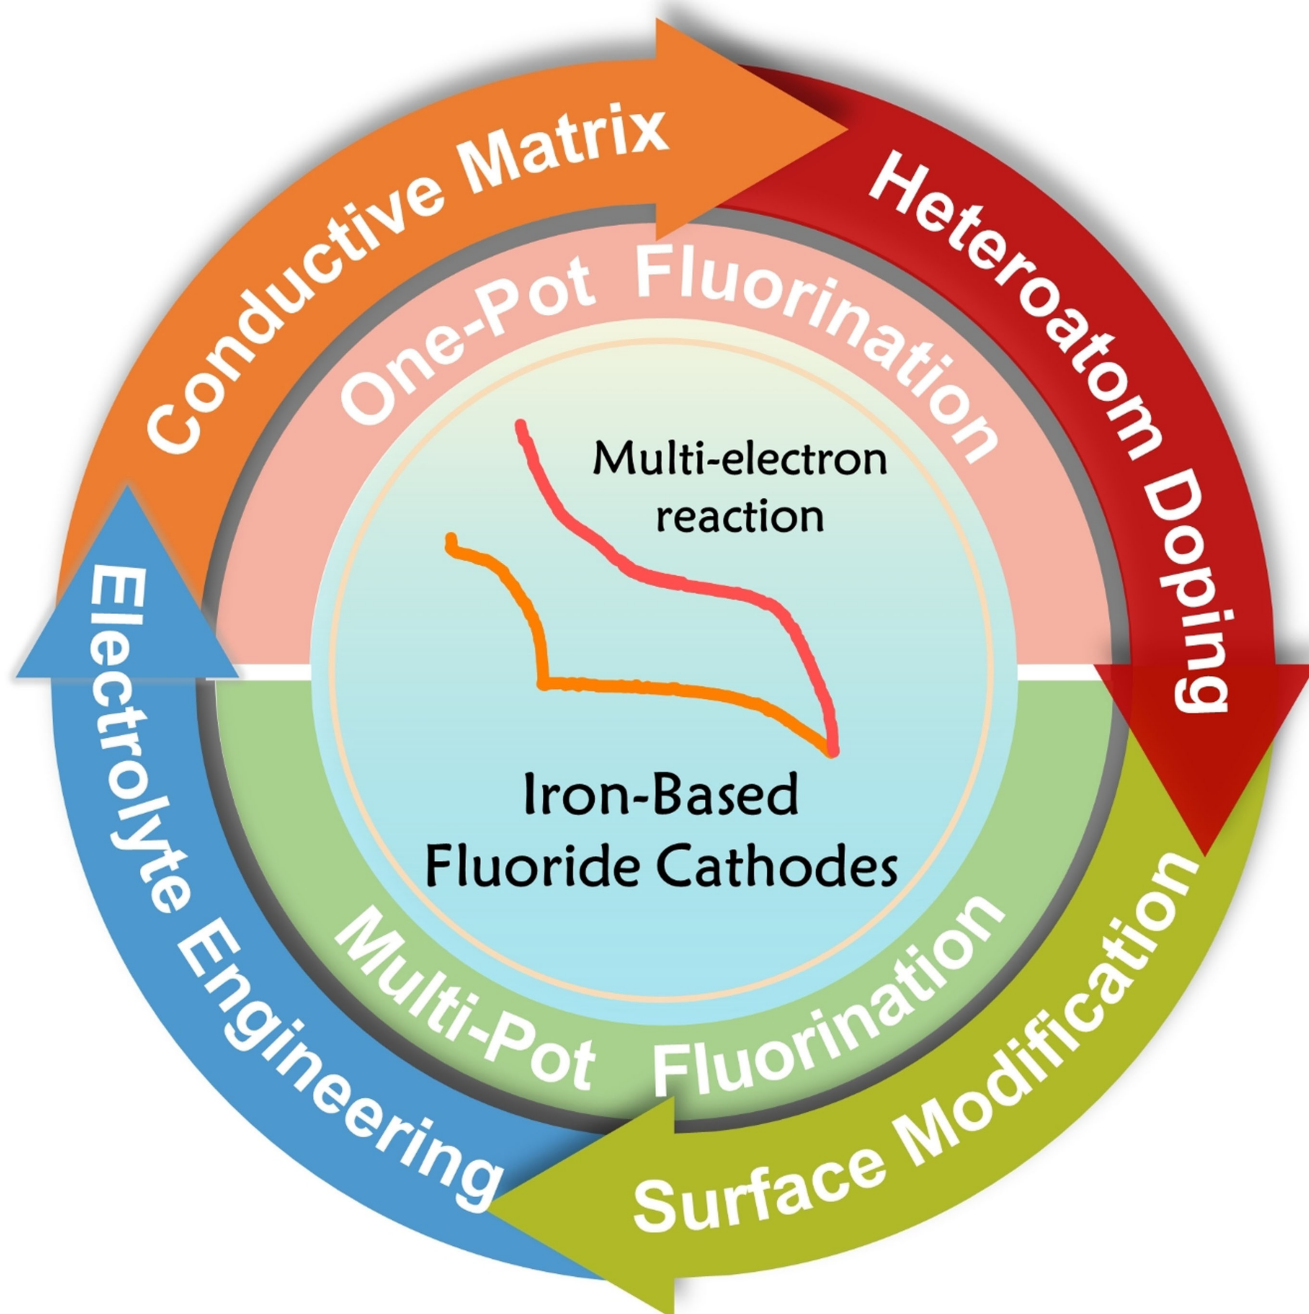 Conductive Matrix
Heteroatom Doping
Surface Modification
Electrolyte Engineering
One-Pot Fluorination
Multi-Pot Fluorination
Multi-electron
reaction
Iron-Based
Fluoride Cathodes